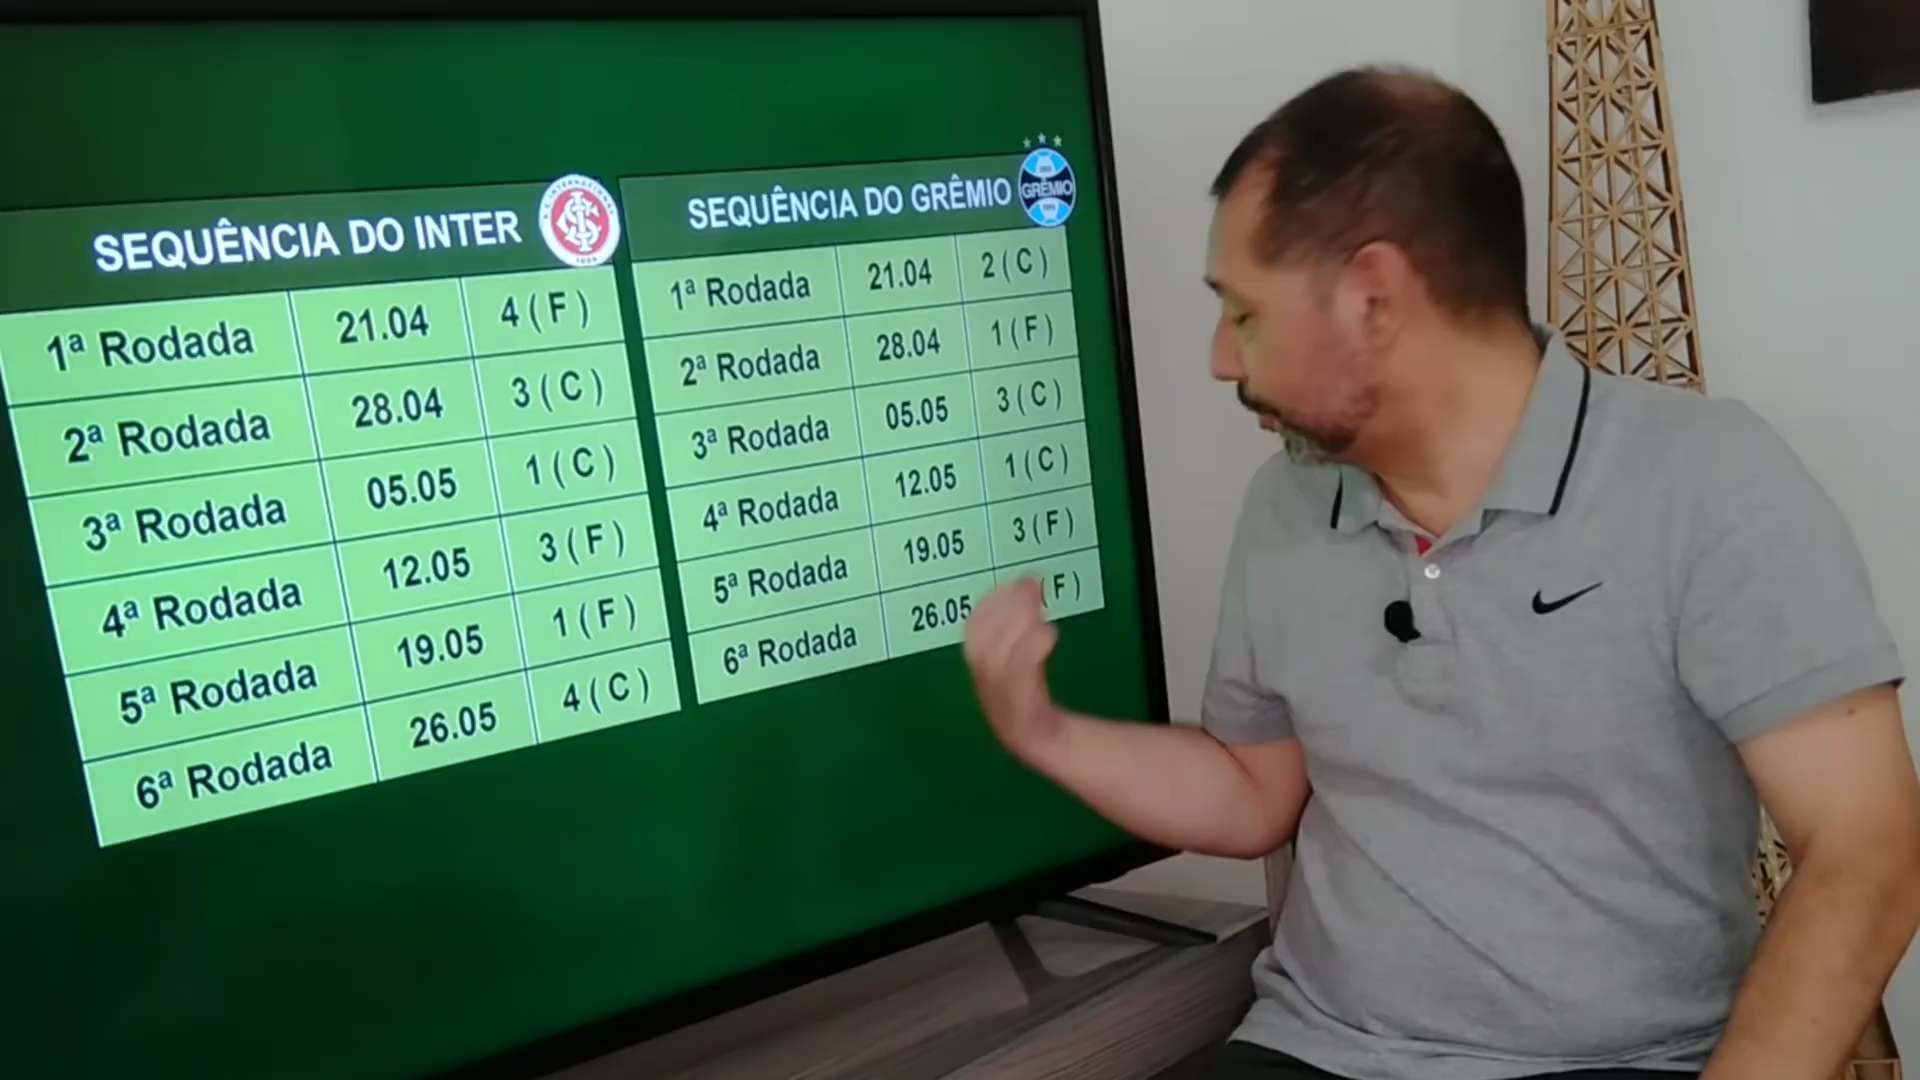 SEQUÊNCIA DO INTER
1ª Rodada 21.04 4 ( F )
2ª Rodada 28.04 3 ( C )
3ª Rodada 05.05 1 ( C )
4ª Rodada 12.05 3 ( F )
5ª Rodada 19.05 1 ( F )
6ª Rodada 26.05 4 ( C )
SEQUÊNCIA DO GRÊMIO
GRÊMIO
1ª Rodada 21.04 2 ( C )
2ª Rodada 28.04 1 ( F )
3ª Rodada 05.05 3 ( C )
4ª Rodada 12.05 1 ( C )
5ª Rodada 19.05 3 ( F )
6ª Rodada 26.05 ( F )